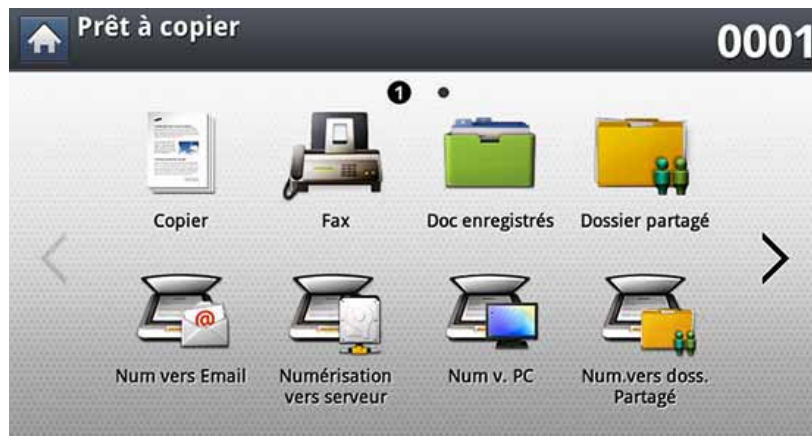 Prêt à copier
0001
1
Copier
Fax
Doc enregistrés
Dossier partagé
@
Num vers Email
Numérisation
vers serveur
Num v. PC
Num.vers doss.
Partagé